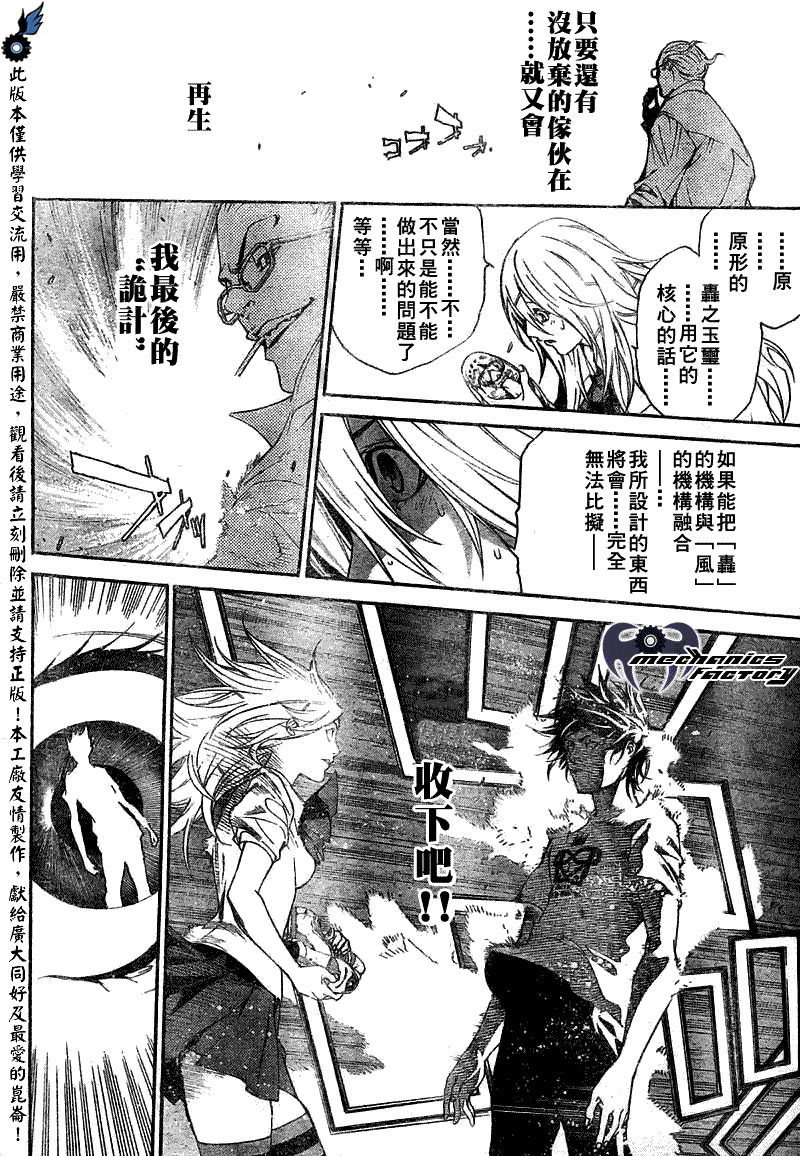 只要還有
沒放棄的傢伙在
……就又會
再生
……原
原形的
……轟之玉璽
……用它的
核心的話……
當然……不……
不只是能不能
做出來的問題了
……啊……
等等…
我最後的
“詭計”
如果能把「轟」
的機構與「風」
的機構融合
……
我所設計的東西
將會……完全
無法比擬——
收下吧!!
mechanics
Factory
此版本僅供學習交流用，嚴禁商業用途，觀看後請立刻刪除並請支持正版！本工廠友情製作，獻給廣大同好及最愛的崑崙！